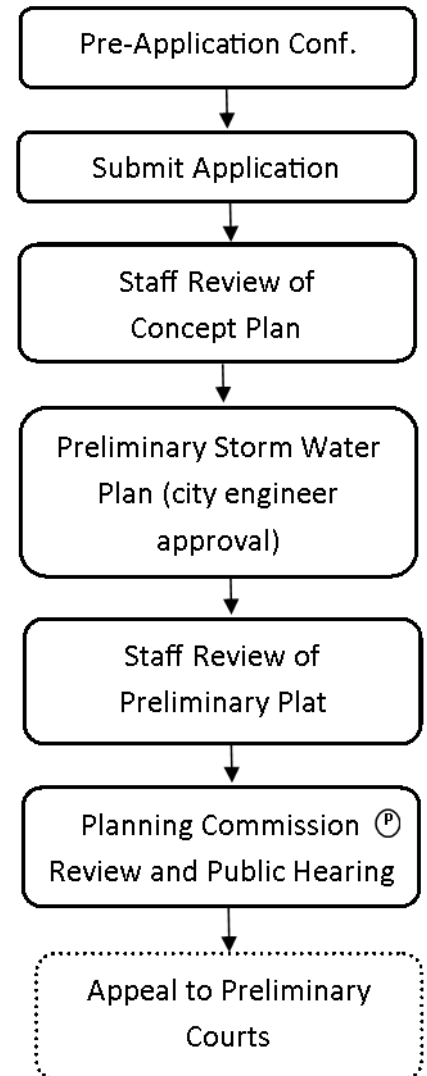 Pre-Application Conf.
Submit Application
Staff Review of
Concept Plan
Preliminary Storm Water
Plan (city engineer
approval)
Staff Review of
Preliminary Plat
Planning Commission Ⓟ
Review and Public Hearing
Appeal to Preliminary
Courts